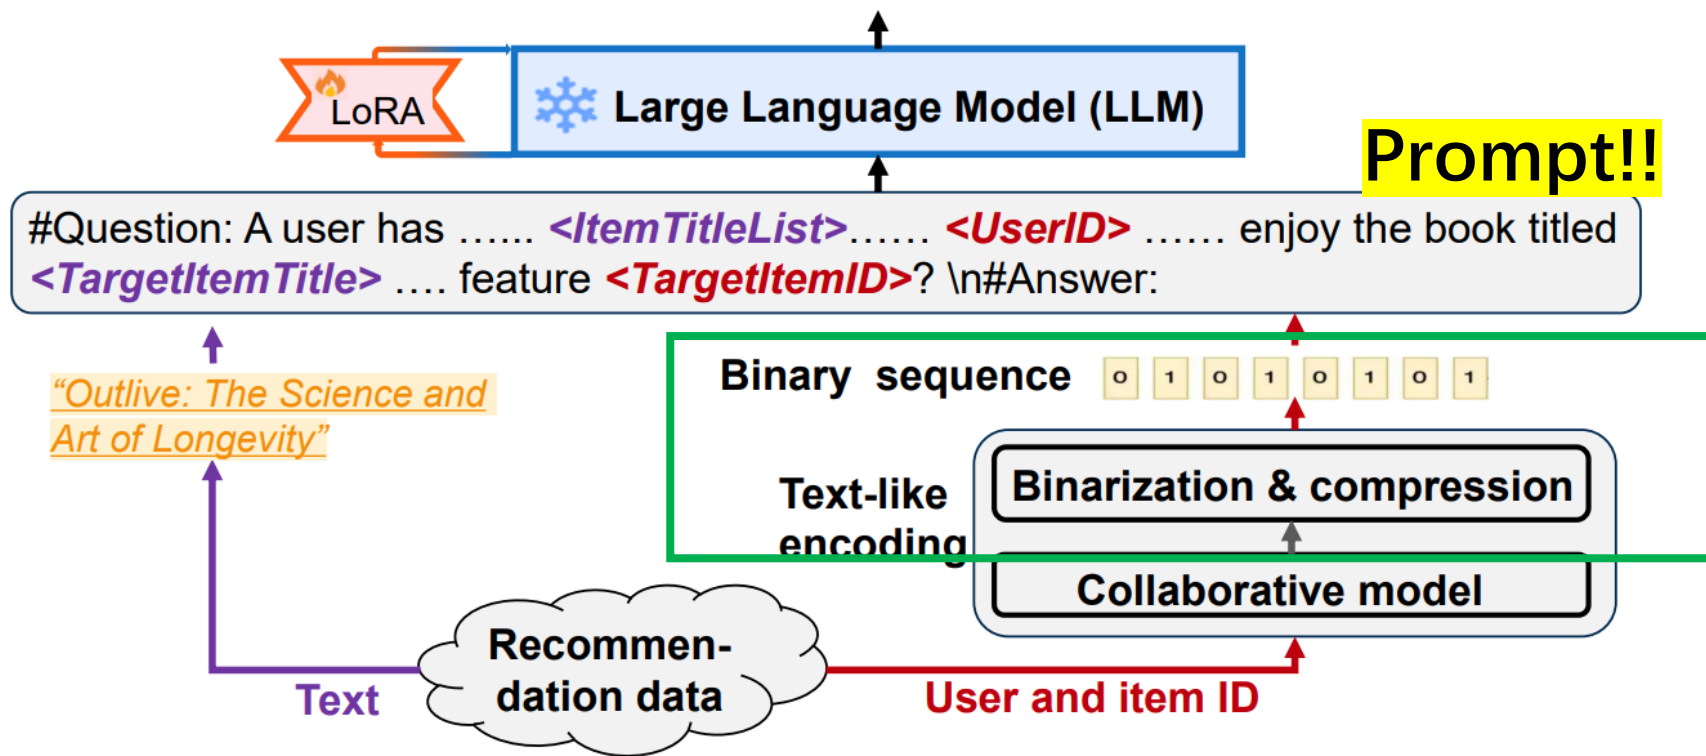 LoRA
Large Language Model (LLM)
Prompt!!
#Question: A user has …... <ItemTitleList>…… <UserID> …… enjoy the book titled
<TargetItemTitle> …. feature <TargetItemID>? \n#Answer:
“Outlive: The Science and
Art of Longevity”
Binary sequence 0 1 0 1 0 1 0 1
Text-like
encoding
Binarization & compression
Collaborative model
Recommen-
dation data
Text
User and item ID